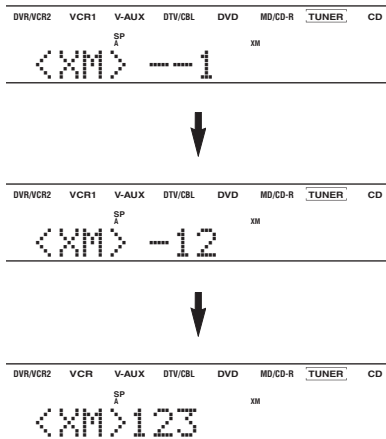 DVR/VCR2 VCR1 V-AUX DTV/CBL DVD MD/CD-R TUNER CD
SP
A XM
<XM> ---1
DVR/VCR2 VCR1 V-AUX DTV/CBL DVD MD/CD-R TUNER CD
SP
A XM
<XM> -12
DVR/VCR2 VCR V-AUX DTV/CBL DVD MD/CD-R TUNER CD
SP
A XM
<XM>123